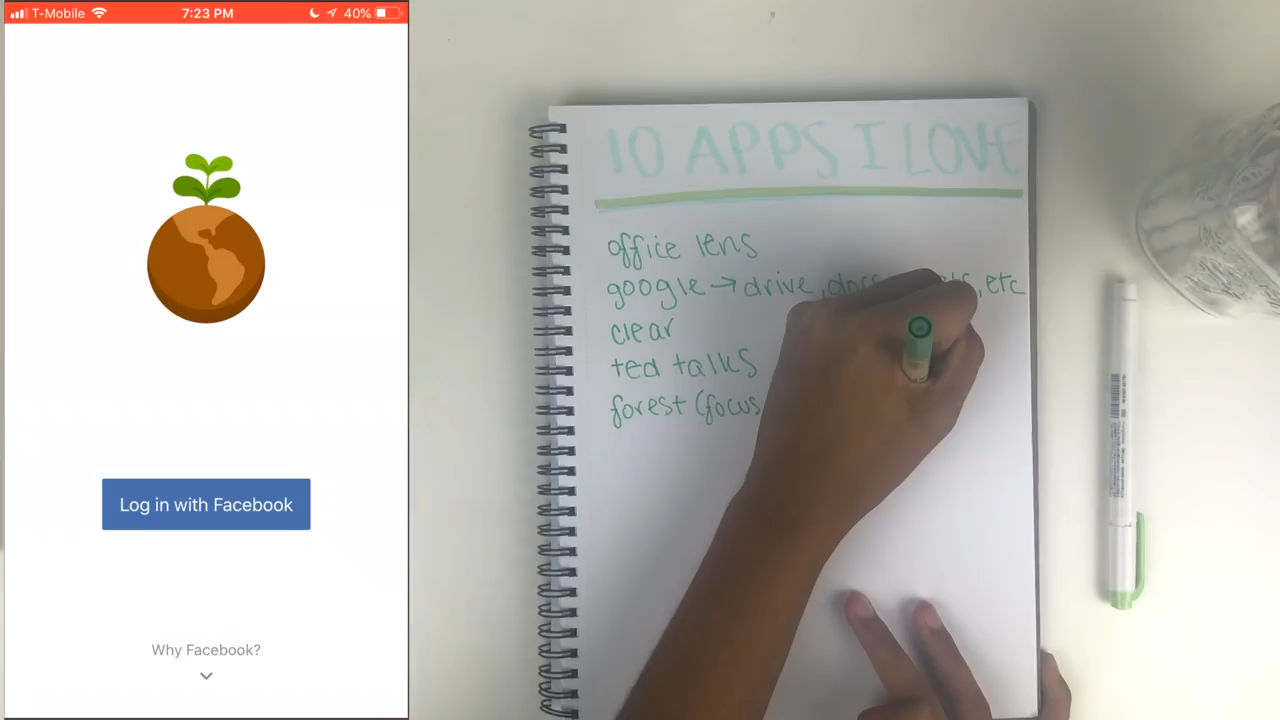 T-Mobile
7:23 PM
40%
Log in with Facebook
Why Facebook?
10 APPS I LOVE
office lens
google → drive, docs, etc
clear
ted talks
forest (focus